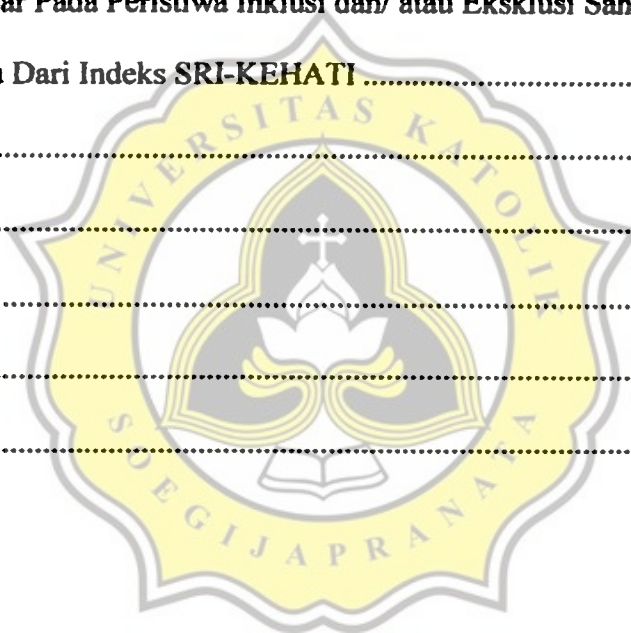 Pada Peristiwa Inklusi dan/ atau Eksklusi
Dari Indeks SRI-KEHATI ........................................
........................................
........................................
........................................
........................................
........................................
UNIVERSITAS KATOLIK
SOEGIJAPRANATA